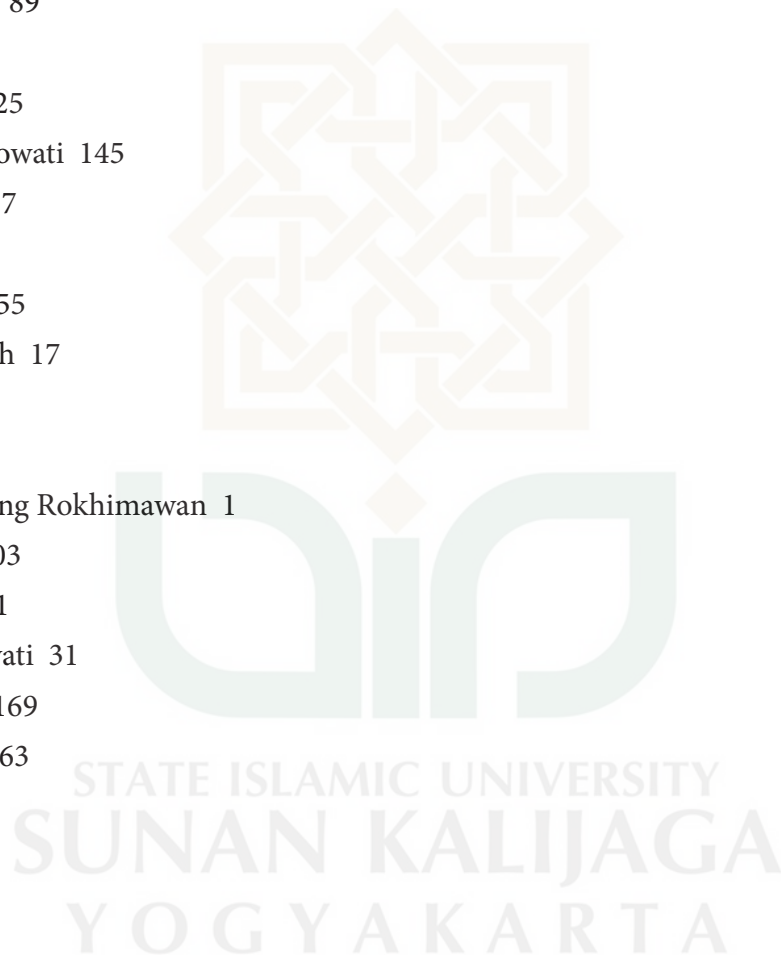 89
25
owati 145
7
55
h 17
ng Rokhimawan 1
03
1
ati 31
169
63
STATE ISLAMIC UNIVERSITY
SUNAN KALIJAGA
YOGYAKARTA